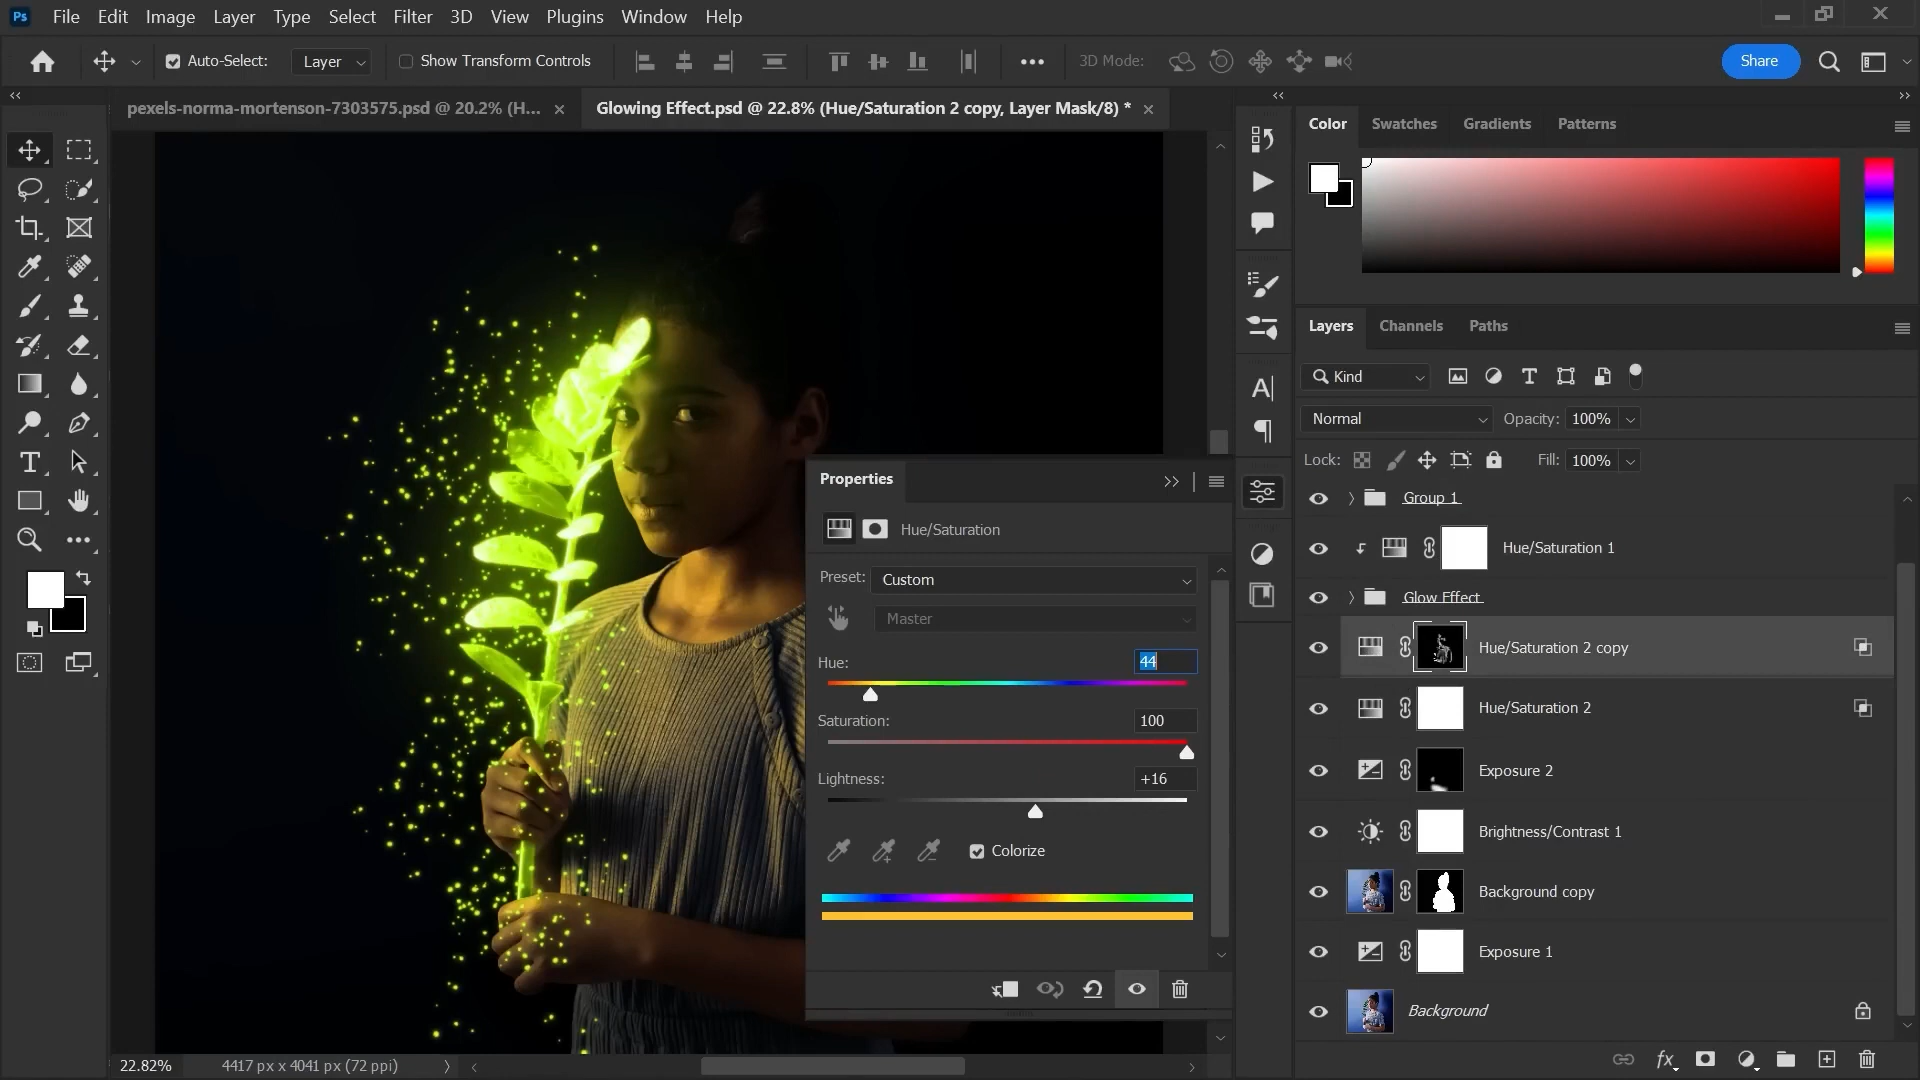 Ps File Edit Image Layer Type Select Filter 3D View Plugins Window Help
Auto-Select: Layer Show Transform Controls 3D Mode: Share
pexels-norma-mortenson-7303575.psd @ 20.2% (H... Glowing Effect.psd @ 22.8% (Hue/Saturation 2 copy, Layer Mask/8) *
Color Swatches Gradients Patterns
Layers Channels Paths
Kind
Normal Opacity: 100%
Lock: Fill: 100%
Group 1
Hue/Saturation 1
Glow Effect
Hue/Saturation 2 copy
Hue/Saturation 2
Exposure 2
Brightness/Contrast 1
Background copy
Exposure 1
Background
Properties
Hue/Saturation
Preset: Custom
Master
Hue: 44
Saturation: 100
Lightness: +16
Colorize
22.82% 4417 px x 4041 px (72 ppi)